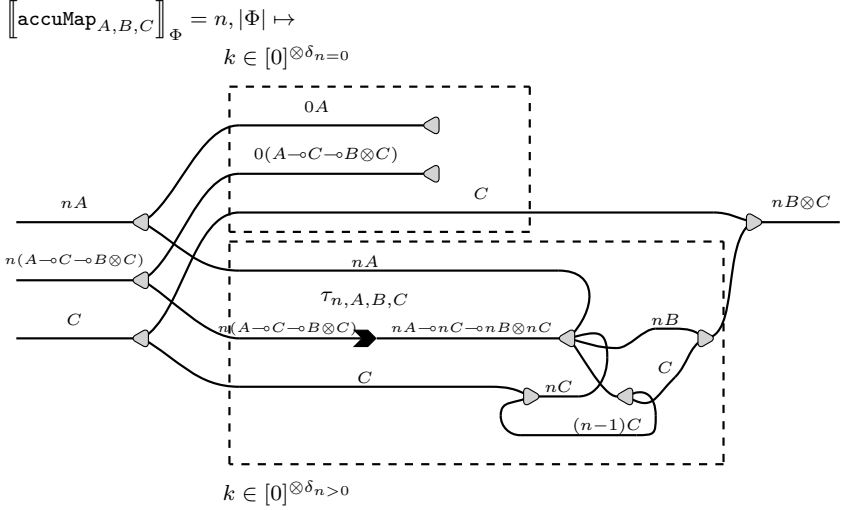 ⟦accuMap_{A,B,C}⟧_Φ = n, |Φ| ↦
k ∈ [0]^{⊗δ_{n=0}}
0A
0(A⊸C⊸B⊗C)
C
nA
nB⊗C
n(A⊸C⊸B⊗C)
nA
τ_{n,A,B,C}
C
n(A⊸C⊸B⊗C)
nA⊸nC⊸nB⊗nC
nB
C
C
nC
(n−1)C
k ∈ [0]^{⊗δ_{n>0}}